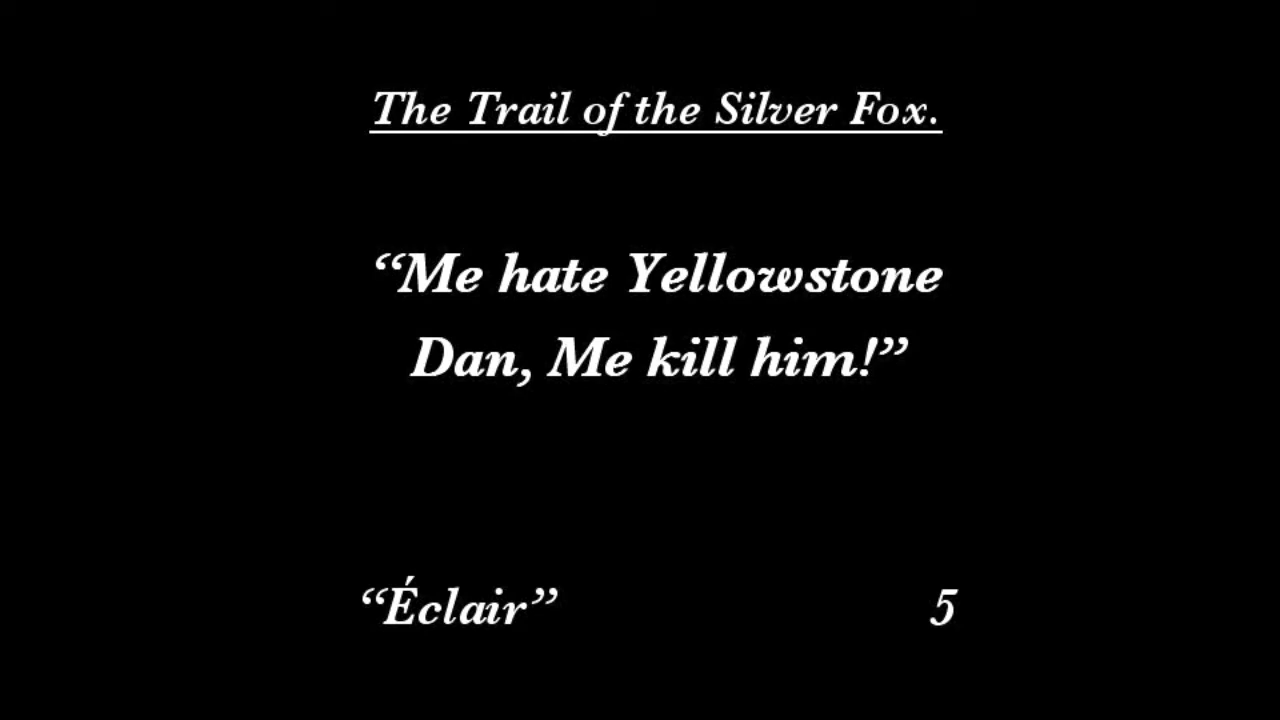 The Trail of the Silver Fox.
“Me hate Yellowstone
Dan, Me kill him!”
“Éclair” 5